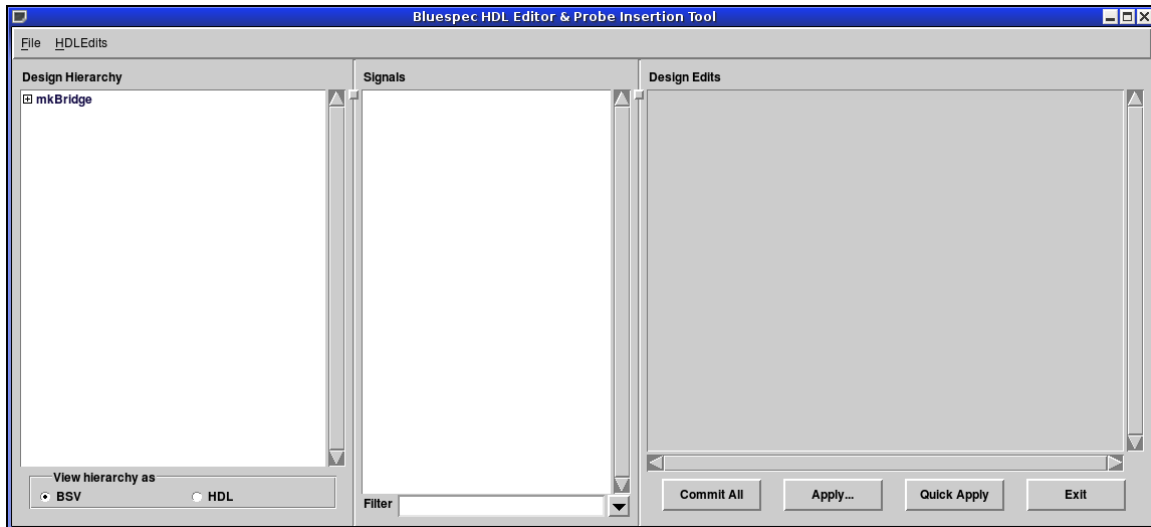 Bluespec HDL Editor & Probe Insertion Tool
File HDLEdits
Design Hierarchy
mkBridge
View hierarchy as
BSV HDL
Signals
Filter
Design Edits
Commit All Apply... Quick Apply Exit